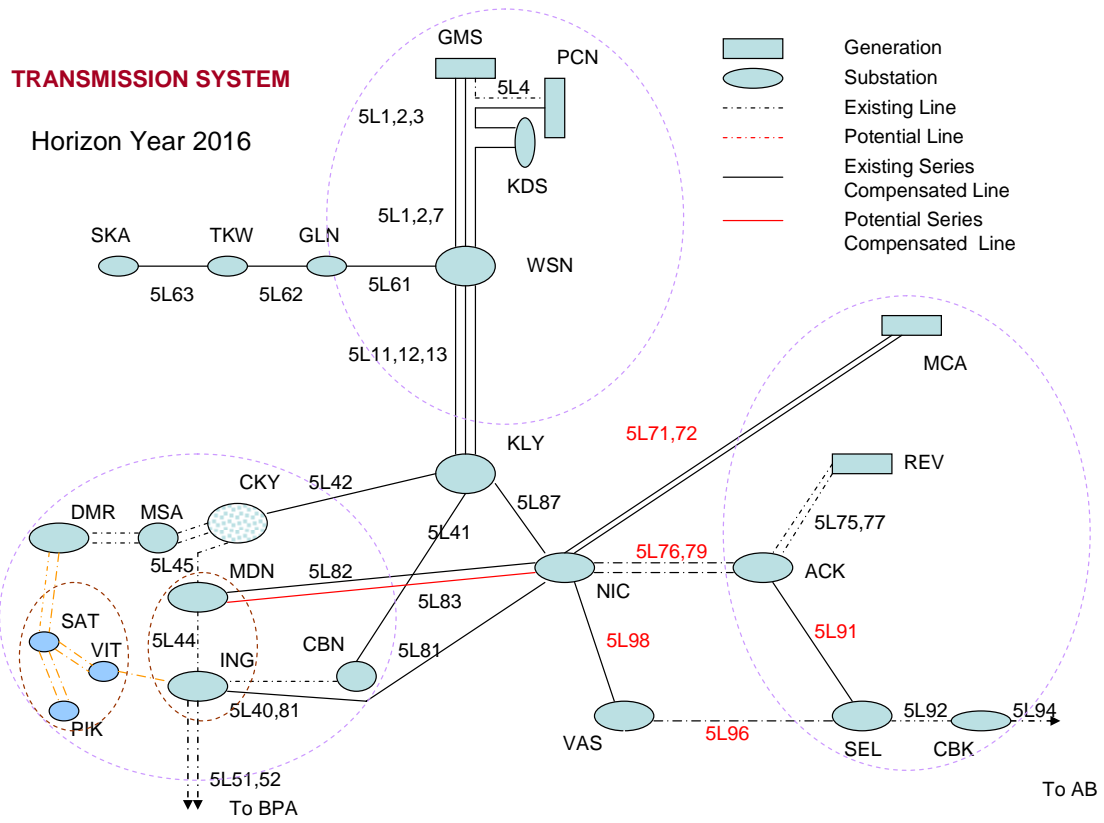 TRANSMISSION SYSTEM
Horizon Year 2016
GMS
PCN
5L4
5L1,2,3
KDS
5L1,2,7
Generation
Substation
Existing Line
Potential Line
Existing Series
Compensated Line
Potential Series
Compensated Line
SKA
TKW
GLN
WSN
5L63
5L62
5L61
5L11,12,13
MCA
KLY
5L71,72
CKY
5L42
5L87
REV
DMR
MSA
5L41
5L75,77
5L45
MDN
5L82
5L76,79
NIC
ACK
5L83
SAT
5L44
VIT
CBN
5L81
5L98
5L91
ING
PIK
5L40,81
VAS
5L96
SEL
5L92
CBK
5L94
5L51,52
To BPA
To AB